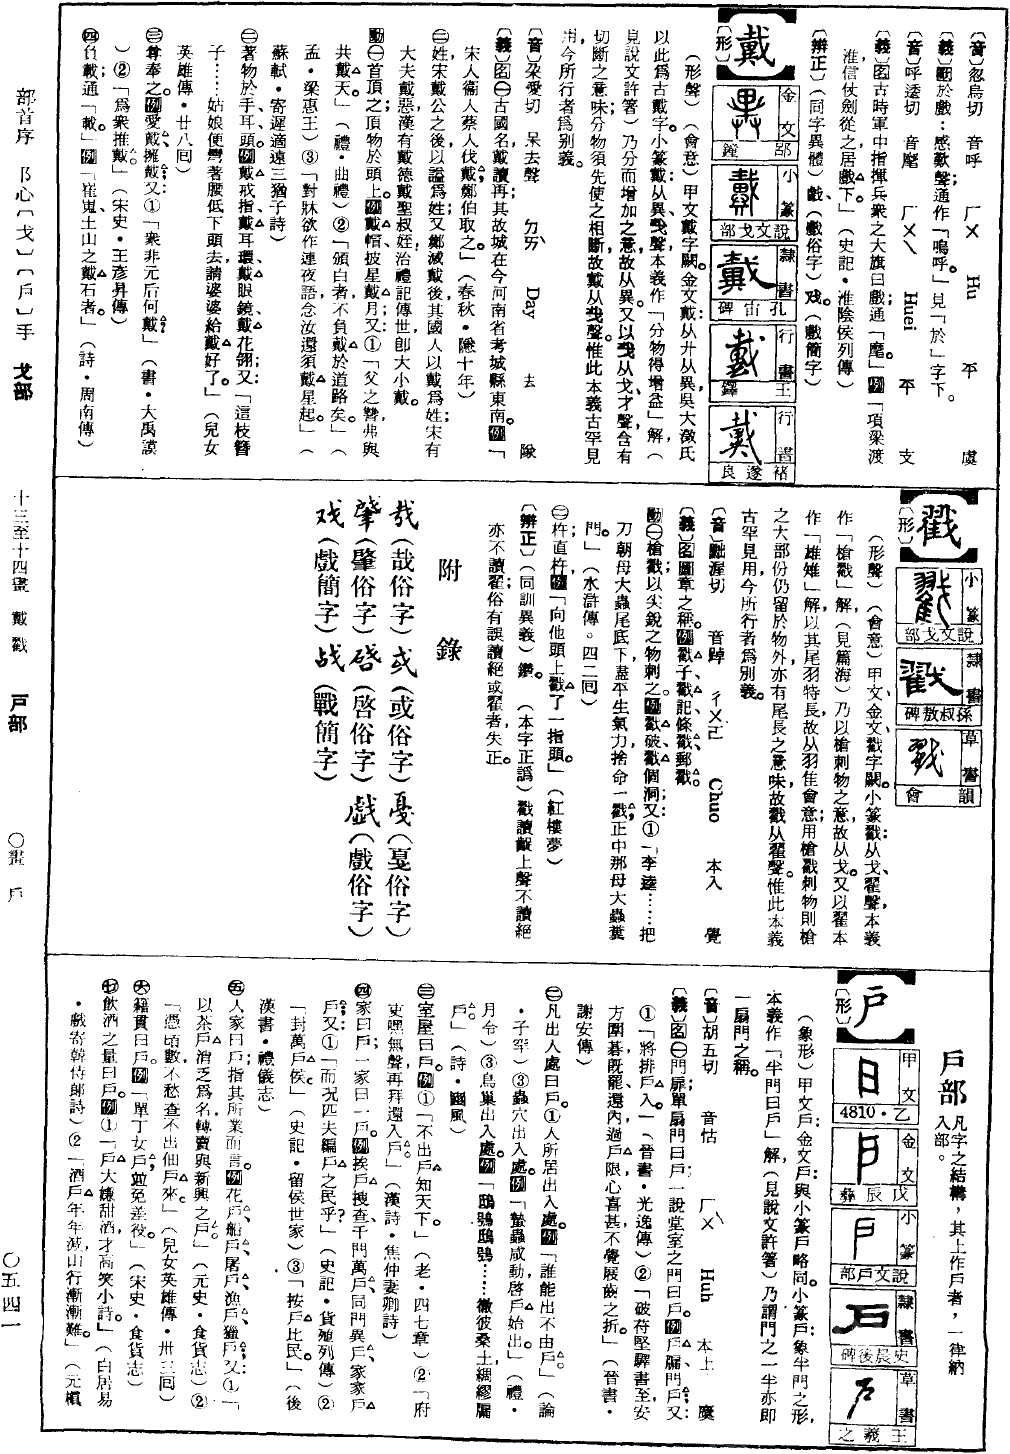 〔音〕忽烏切　音呼　ㄏㄨ　Hu　平　虞
〔義〕嘅於戲：感歎聲通作「嗚呼」。見「於」字下。
〔音〕呼逶切　音麾　ㄏㄨㄟ　Huei　平　支
〔義〕名古時軍中指揮兵衆之大旗曰戲；通「麾」。例「項梁渡
淮信仗劍從之居戲下。」（史記・淮陰侯列傳）
〔辨正〕（同字異體）戱（戲俗字）戏。（戲簡字）
戴
〔形〕
金文
小篆　說文戈部
隸書　孔宙碑
行書　王鐸
行書　褚遂良
（形聲）（會意）甲文戴字闕。金文戴：从廾从異，吳大澂氏
以此爲古戴字。小篆戴：从異𢦏聲，本義作「分物得增益」解，（
見說文許箸）乃分而增加之意，故从異。又以𢦏从戈、才聲，含有
切斷之意味，分物須先使之相斷，故戴从𢦏聲。惟此本義古罕見
用，今所行者爲別義。
〔音〕朶愛切　呆去聲　ㄉㄞ　Day　去　隊
〔義〕名㊀古國名，戴讀再；其故城在今河南省考城縣東南。例「
宋人衞人蔡人伐戴，鄭伯取之。」（春秋・隱十年）
㊁姓，宋戴公之後，以謚爲姓；又鄭滅戴後，其國人以戴爲姓；宋有
大夫戴惡，漢有戴德、戴聖叔姪治禮記傳世，卽大小戴。
動㊀首頂之；頂物於頭上。例戴帽、披星戴月；又：①「父之讐弗與
共戴天。」（禮・曲禮）②「頒白者不負戴於道路矣。」（
孟・梁惠王）③「對牀欲作連夜語，念汝還須戴星起。」（
蘇軾・寄遲適遠三猶子詩）
㊁著物於手、耳、頭。例戴戒指、戴耳環、戴眼鏡、戴花翎；又：「這枝簪
子……姑娘便彎著腰低下頭去請婆婆給戴好了。」（兒女
英雄傳・廿八囘）
㊂尊奉之。例愛戴、擁戴；又：①「衆非元后何戴」（書・大禹謨
）②「爲衆推戴。」（宋史・王彥昇傳）
㊃負載；通「載」。例「崔嵬，土山之戴石者。」（詩・周南傳）
戳
〔形〕
小篆　說文戈部
隸書　孫叔敖碑
草書　韻會
（形聲）（會意）甲文、金文戳字闕。小篆戳：从戈、翟聲，本義
作「槍戳」解，（見篇海）乃以槍刺物之意，故从戈。又以翟本
作「雄雉」解，以其尾羽特長，故从羽隹會意；用槍戳刺物則槍
之大部份仍留於物外，亦有尾長之意味，故戳从翟聲。惟此本義
古罕見用，今所行者爲別義。
〔音〕黜渥切　音踔　ㄔㄨㄛ　Chuo　本入　覺
〔義〕名圖章之稱。例戳子、戳記、條戳、郵戳。
動㊀槍戳；以尖銳之物刺之。例戳破、戳個洞；又：①「李逵……把
刀朝母大蟲尾底下，盡平生氣力捨命一戳，正中那母大蟲糞
門。」（水滸傳。四二囘）
㊁杵；直杵。例「向他頭上戳了一指頭。」（紅樓夢）
〔辨正〕（同訓異義）鑱。（本字正譌）戳讀齪上聲，不讀絕
亦不讀翟，俗有誤讀絕或翟者，失正。
附錄
㢤（哉俗字）或（或俗字）戞（戛俗字）
肈（肇俗字）啓（啓俗字）戱（戲俗字）
戏（戲簡字）战（戰簡字）
戶部　凡字之結構，其上作戶者，一律納
入部。
戶
〔形〕
甲文　乙・4810
金文　戊辰彝
小篆　說文戶部
隸書　史晨後碑
草書　王羲之
（象形）甲文戶：金文戶：與小篆戶略同。小篆戶：象半門之形，
本義作「半門曰戶」解，（見說文許箸）乃謂門之一半，亦卽
一扇門之稱。
〔音〕胡五切　音怙　ㄏㄨ　Huh　本上　麌
〔義〕名㊀門扉；單扇門曰戶；一說堂室之門曰戶。例戶牖、門戶；又：
①「將排戶入。」（晉書・光逸傳）②「破苻堅，驛書至，安
方圍碁，旣罷還內，過戶限，心喜甚，不覺屐齒之折。」（晉書・
謝安傳）
㊁凡出入處曰戶。①人所居出入處。例「誰能出不由戶。」（論
・子罕）③蟲穴出入處。例「蟄蟲咸動，啓戶始出。」（禮・
月令）③鳥巢出入處。例「鴟鴞鴟鴞……徹彼桑土，綢繆牖
戶。」（詩・豳風）
㊂室屋曰戶。例①「不出戶，知天下。」（老・四七章）②「府
吏嘿無聲，再拜還入戶。」（漢詩・焦仲妻卿詩）
㊃家曰戶；一家曰一戶。例挨戶搜查、千門萬戶、同門異戶、家家戶
戶；又：①「而況匹夫編戶之民乎？」（史記・貨殖列傳）②
「封萬戶侯。」（史記・留侯世家）③「按戶比民。」（後
漢書・禮儀志）
㊄人家曰戶；指其所業而言。例花戶、船戶、屠戶、漁戶、獵戶；又：①「
以茶戶消乏爲名，轉賣與新興之戶。」（元史・食貨志）②
「憑頃數不愁查不出佃戶來。」（兒女英雄傳・卅三囘）
㊅籍貫曰戶。例「單丁女戶，並免差役。」（宋史・食貨志）
㊆飮酒之量曰戶。例①「戶大嫌甜酒，才高笑小詩。」（白居易
・戲寄韓侍郞詩）②「酒戶年年減，山行漸漸難。」（元稹
部首序　阝心〔戈〕〔戶〕手　戈部　十三至十四畫　戴　戳　戶部　○畫　戶　○五四一